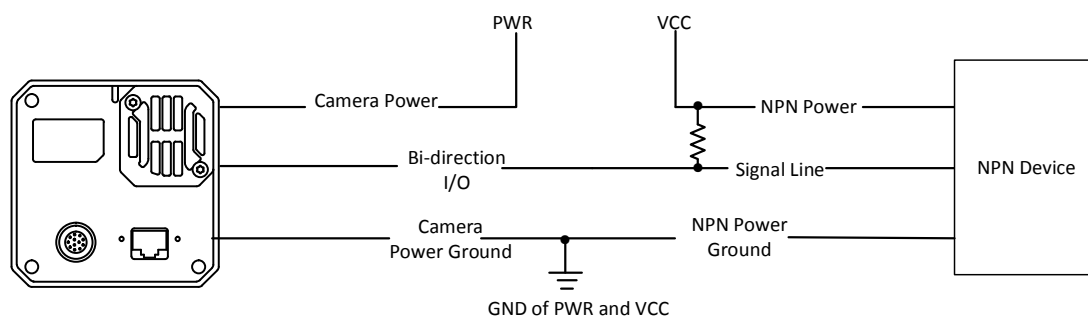 PWR
VCC
Camera Power
NPN Power
Bi-direction
I/O
Signal Line
NPN Device
Camera
Power Ground
NPN Power
Ground
GND of PWR and VCC